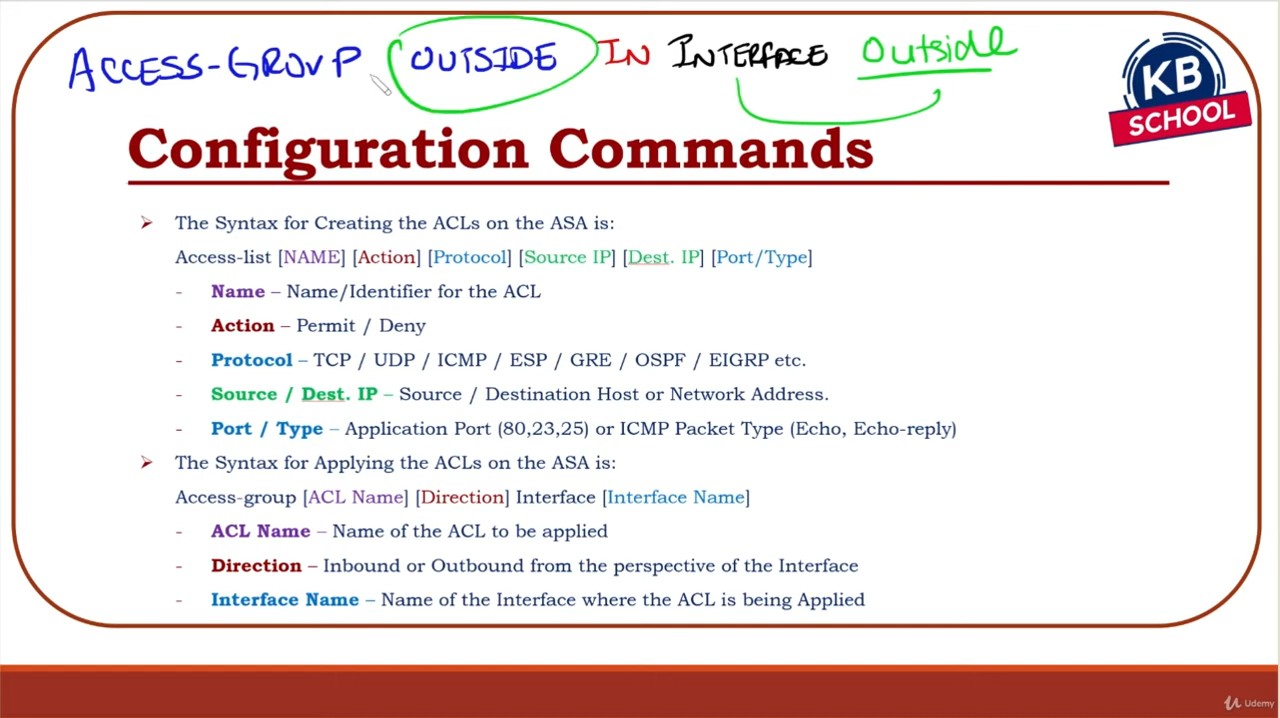 ACCESS-GROUP OUTSIDE IN INTERFACE Outside
KB
SCHOOL
Configuration Commands
➢ The Syntax for Creating the ACLs on the ASA is:
Access-list [NAME] [Action] [Protocol] [Source IP] [Dest. IP] [Port/Type]
- Name – Name/Identifier for the ACL
- Action – Permit / Deny
- Protocol – TCP / UDP / ICMP / ESP / GRE / OSPF / EIGRP etc.
- Source / Dest. IP – Source / Destination Host or Network Address.
- Port / Type – Application Port (80,23,25) or ICMP Packet Type (Echo, Echo-reply)
➢ The Syntax for Applying the ACLs on the ASA is:
Access-group [ACL Name] [Direction] Interface [Interface Name]
- ACL Name – Name of the ACL to be applied
- Direction – Inbound or Outbound from the perspective of the Interface
- Interface Name – Name of the Interface where the ACL is being Applied
Udemy